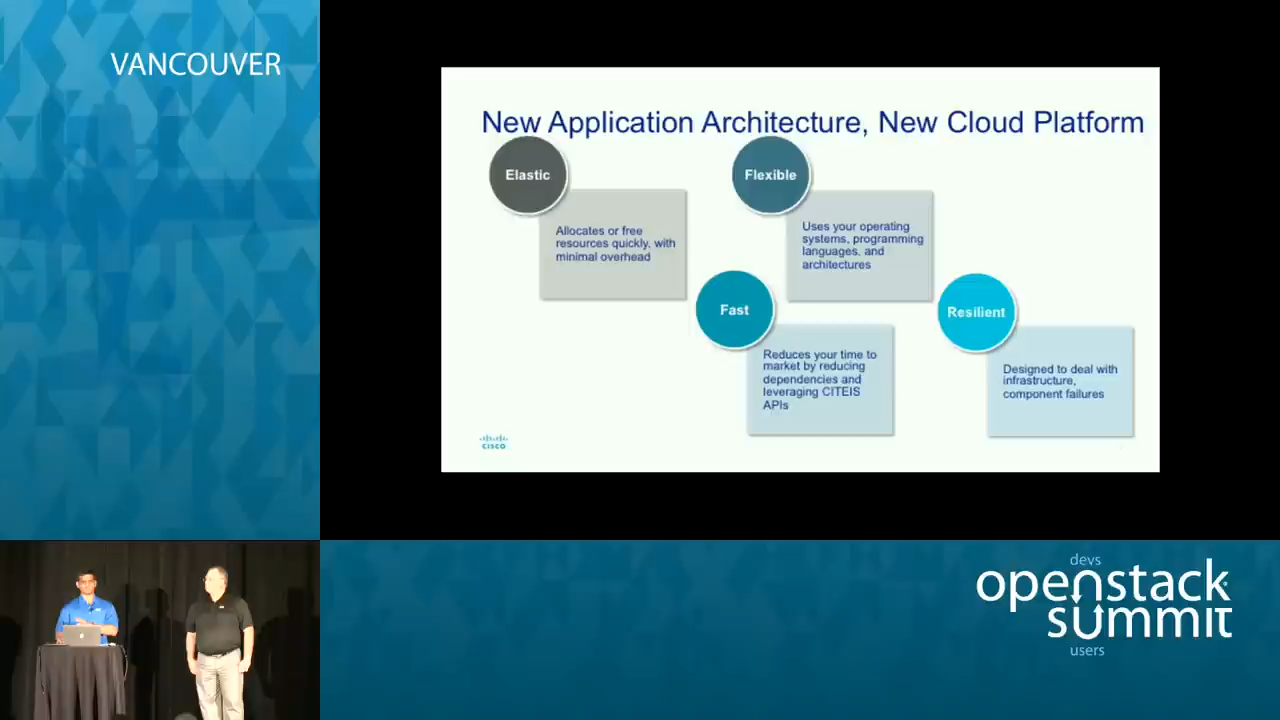 VANCOUVER
New Application Architecture, New Cloud Platform
Elastic
Allocates or free
resources quickly, with
minimal overhead
Flexible
Uses your operating
systems, programming
languages, and
architectures
Fast
Reduces your time to
market by reducing
dependencies and
leveraging CITEIS
APIs
Resilient
Designed to deal with
infrastructure,
component failures
CISCO
devs
openstack
summit
users